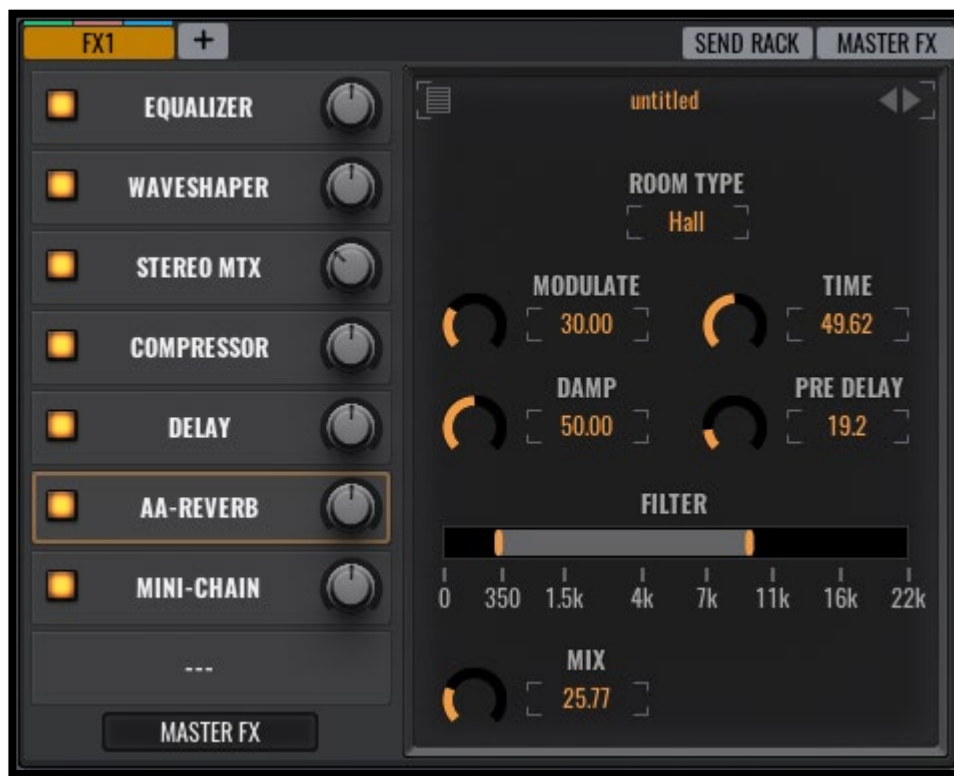 FX1 + SEND RACK MASTER FX
EQUALIZER
WAVESHAPER
STEREO MTX
COMPRESSOR
DELAY
AA-REVERB
MINI-CHAIN
---
MASTER FX
untitled
ROOM TYPE
Hall
MODULATE
30.00
TIME
49.62
DAMP
50.00
PRE DELAY
19.2
FILTER
0 350 1.5k 4k 7k 11k 16k 22k
MIX
25.77